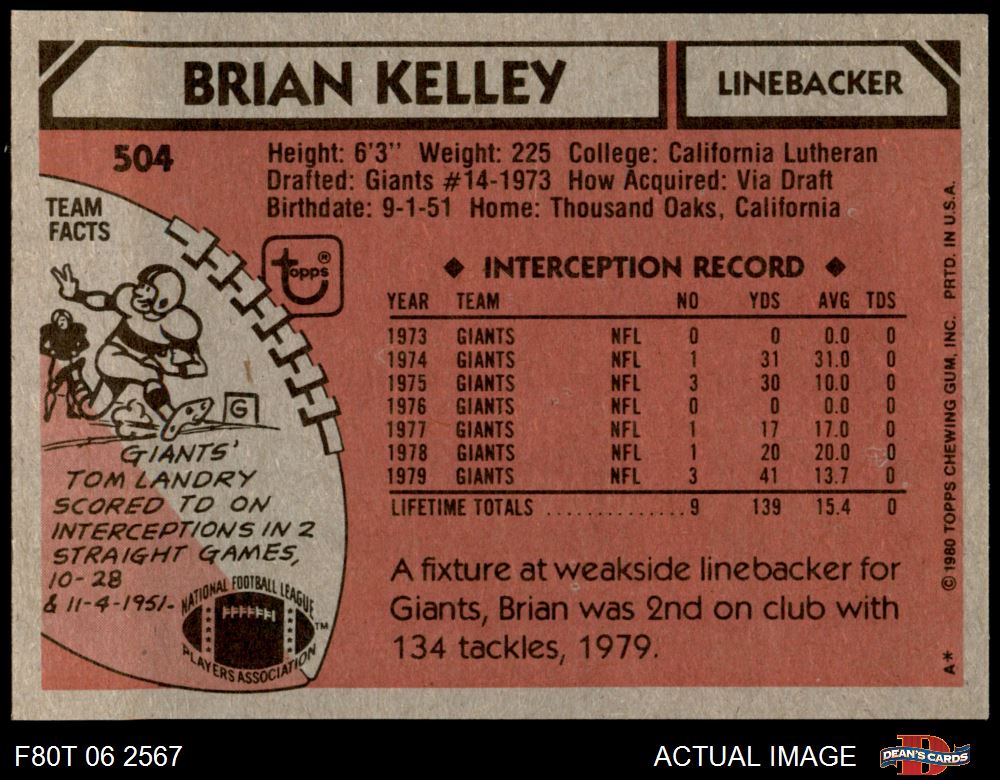 BRIAN KELLEY
LINEBACKER
504
Height: 6'3" Weight: 225 College: California Lutheran
Drafted: Giants #14-1973 How Acquired: Via Draft
Birthdate: 9-1-51 Home: Thousand Oaks, California
TEAM
FACTS
topps®
G
GIANTS'
TOM LANDRY
SCORED TD ON
INTERCEPTIONS IN 2
STRAIGHT GAMES,
10-28
& 11-4-1951-
NATIONAL FOOTBALL LEAGUE
PLAYERS ASSOCIATION
TM
◆ INTERCEPTION RECORD ◆
YEAR TEAM NO YDS AVG TDS
1973 GIANTS NFL 0 0 0.0 0
1974 GIANTS NFL 1 31 31.0 0
1975 GIANTS NFL 3 30 10.0 0
1976 GIANTS NFL 0 0 0.0 0
1977 GIANTS NFL 1 17 17.0 0
1978 GIANTS NFL 1 20 20.0 0
1979 GIANTS NFL 3 41 13.7 0
LIFETIME TOTALS ..............9 139 15.4 0
A fixture at weakside linebacker for
Giants, Brian was 2nd on club with
134 tackles, 1979.
A* © 1980 TOPPS CHEWING GUM, INC. PRTD. IN U.S.A.
F80T 06 2567
ACTUAL IMAGE
DEAN'S CARDS